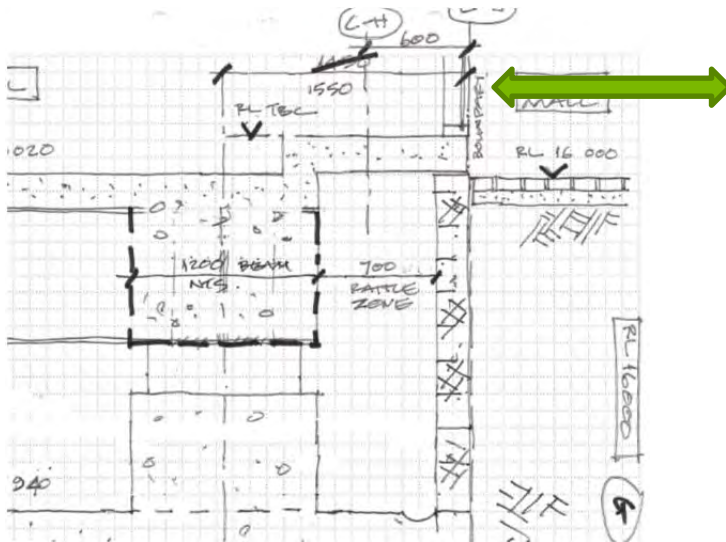 C-H
600
1550
BOUNDARY
MALL
RL TBC
RL 16 000
020
1200 BEAM
NTS
700
RATTLE
ZONE
RL 16000
940
G